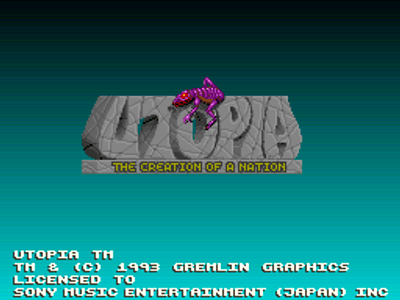 UTOPIA
THE CREATION OF A NATION
UTOPIA TM
TM & (C) 1993 GREMLIN GRAPHICS
LICENSED TO
SONY MUSIC ENTERTAINMENT (JAPAN) INC